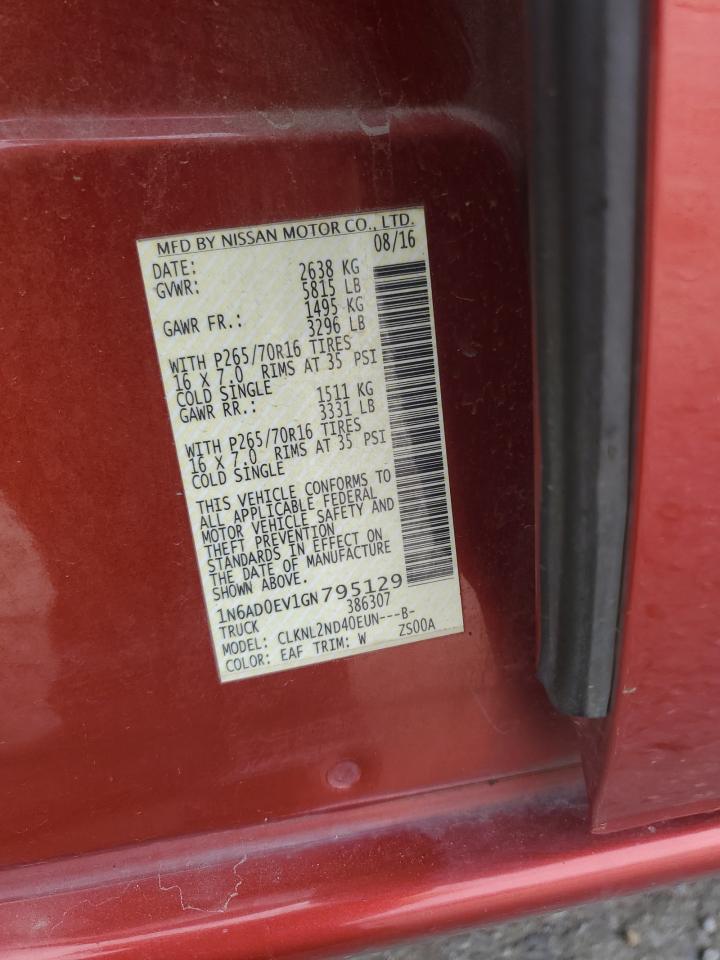 MFD BY NISSAN MOTOR CO., LTD.
DATE: 08/16
GVWR: 2638 KG
5815 LB
GAWR FR.: 1495 KG
3296 LB
WITH P265/70R16 TIRES
16 X 7.0 RIMS AT 35 PSI
COLD SINGLE
GAWR RR.: 1511 KG
3331 LB
WITH P265/70R16 TIRES
16 X 7.0 RIMS AT 35 PSI
COLD SINGLE
THIS VEHICLE CONFORMS TO
ALL APPLICABLE FEDERAL
MOTOR VEHICLE SAFETY AND
THEFT PREVENTION
STANDARDS IN EFFECT ON
THE DATE OF MANUFACTURE
SHOWN ABOVE.
1N6AD0EV1GN795129
TRUCK 386307
MODEL: CLKNL2ND40EUN---B-
COLOR: EAF TRIM: W ZS00A